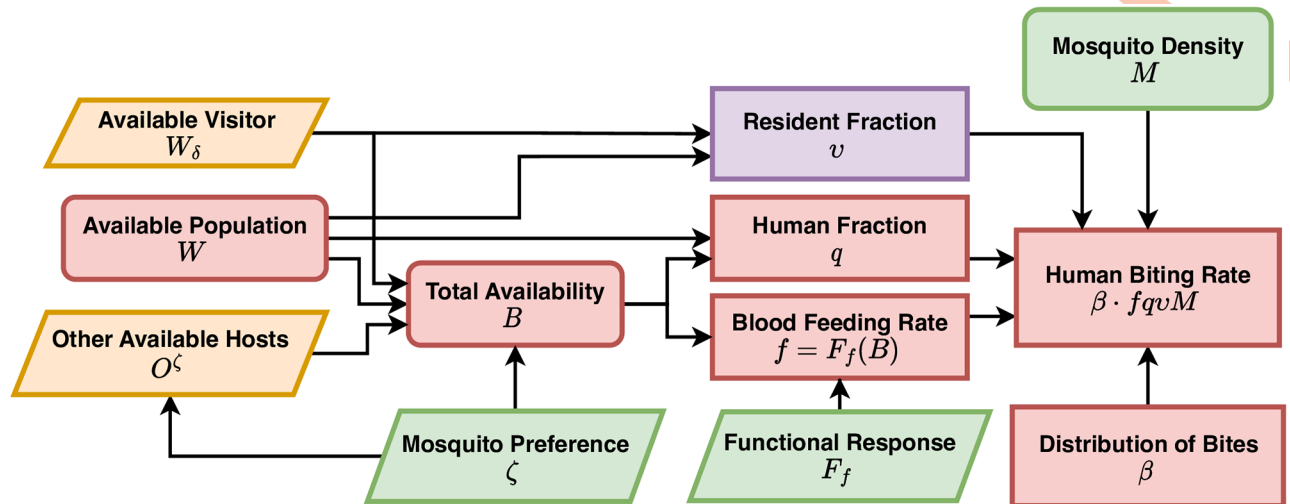 Mosquito Density
M
Available Visitor
W_δ
Resident Fraction
υ
Available Population
W
Human Fraction
q
Total Availability
B
Human Biting Rate
β · fqυM
Other Available Hosts
O^ζ
Blood Feeding Rate
f = F_f(B)
Mosquito Preference
ζ
Functional Response
F_f
Distribution of Bites
β